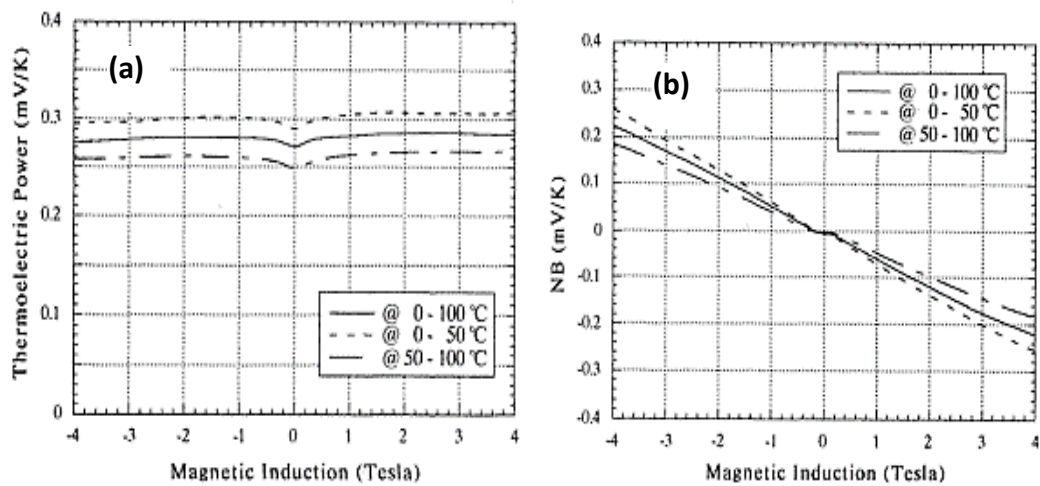 (a)
Thermoelectric Power (mV/K)
0.4
0.3
0.2
0.1
0
@ 0 - 100 ℃
@ 0 - 50 ℃
@ 50 - 100 ℃
-4 -3 -2 -1 0 1 2 3 4
Magnetic Induction (Tesla)
(b)
NB (mV/K)
0.4
0.3
0.2
0.1
0
-0.1
-0.2
-0.3
-0.4
@ 0 - 100 ℃
@ 0 - 50 ℃
@ 50 - 100 ℃
-4 -3 -2 -1 0 1 2 3 4
Magnetic Induction (Tesla)